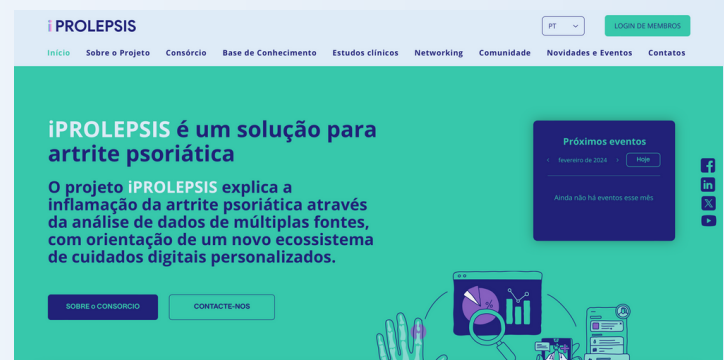 iPROLEPSIS
PT
LOGIN DE MEMBROS
Início Sobre o Projeto Consórcio Base de Conhecimento Estudos clínicos Networking Comunidade Novidades e Eventos Contatos
iPROLEPSIS é um solução para
artrite psoriática
O projeto iPROLEPSIS explica a
inflamação da artrite psoriática através
da análise de dados de múltiplas fontes,
com orientação de um novo ecossistema
de cuidados digitais personalizados.
SOBRE o CONSORCIO
CONTACTE-NOS
Próximos eventos
fevereiro de 2024
Hoje
Ainda não há eventos esse mês
%